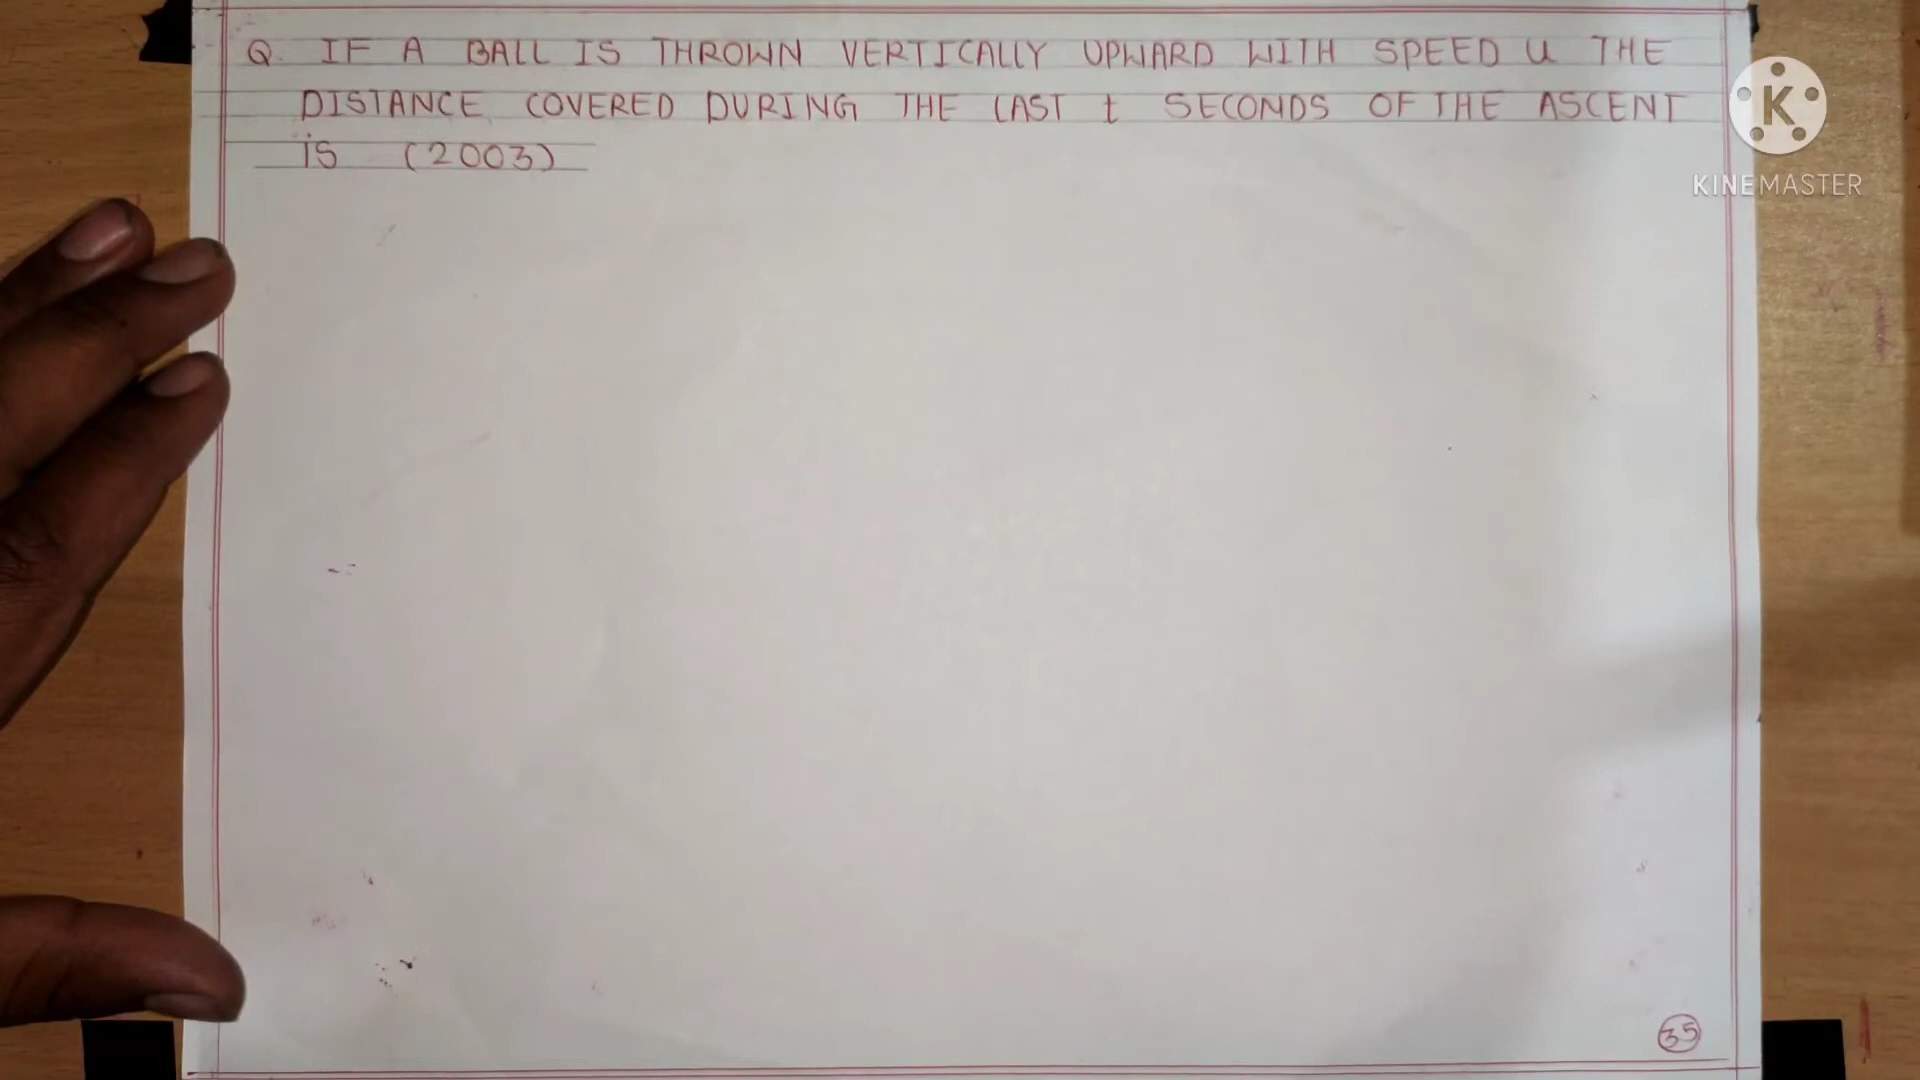 Q. IF A BALL IS THROWN VERTICALLY UPWARD WITH SPEED u THE
DISTANCE COVERED DURING THE LAST t SECONDS OF THE ASCENT
is (2003)
K
KINEMASTER
35